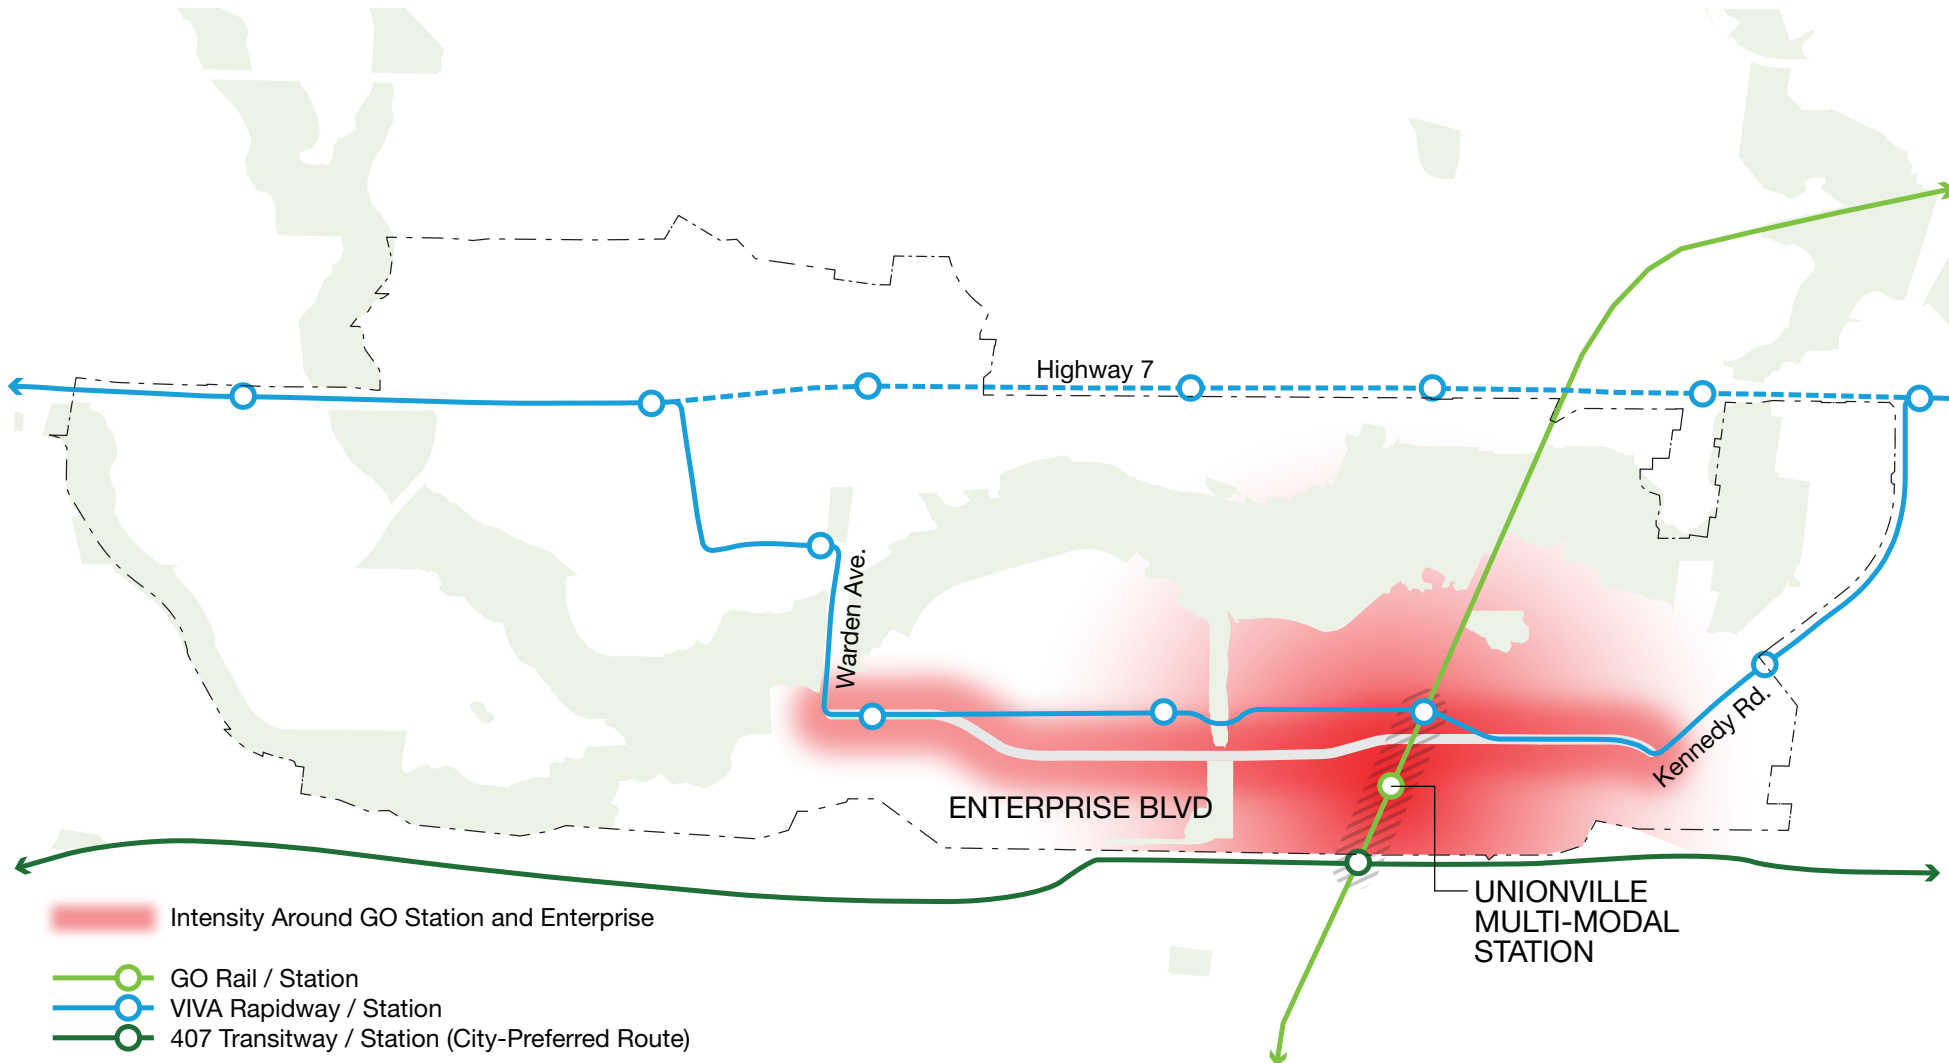 Highway 7
Warden Ave.
Kennedy Rd.
ENTERPRISE BLVD
UNIONVILLE
MULTI-MODAL
STATION
Intensity Around GO Station and Enterprise
GO Rail / Station
VIVA Rapidway / Station
407 Transitway / Station (City-Preferred Route)